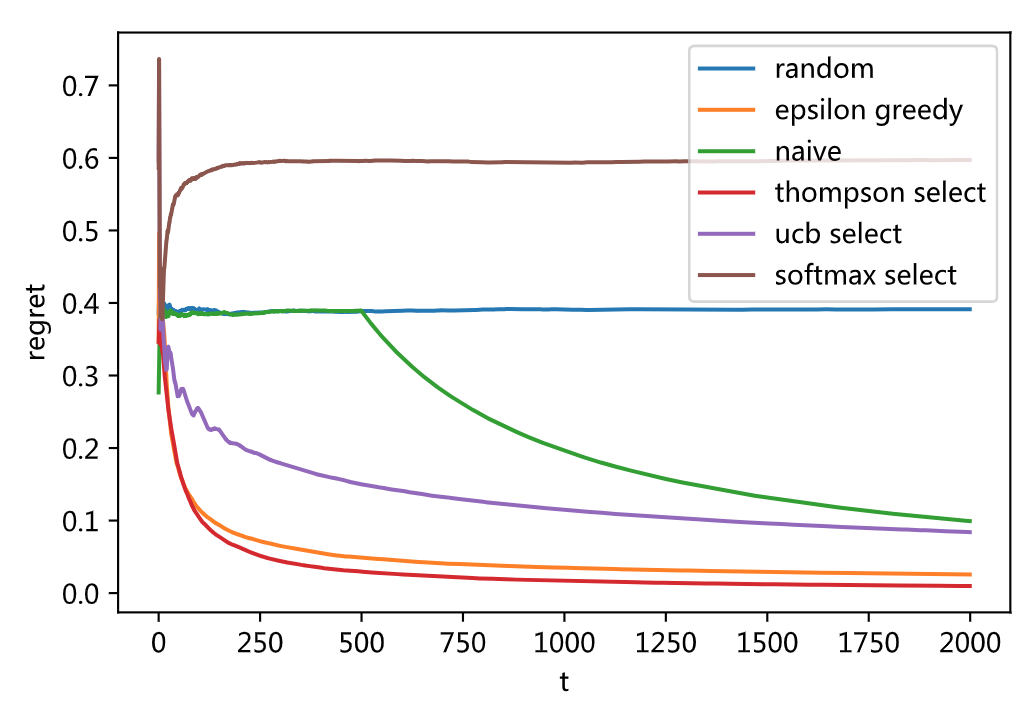 0.7
0.6
0.5
0.4
0.3
0.2
0.1
0.0
regret
random
epsilon greedy
naive
thompson select
ucb select
softmax select
0 250 500 750 1000 1250 1500 1750 2000
t